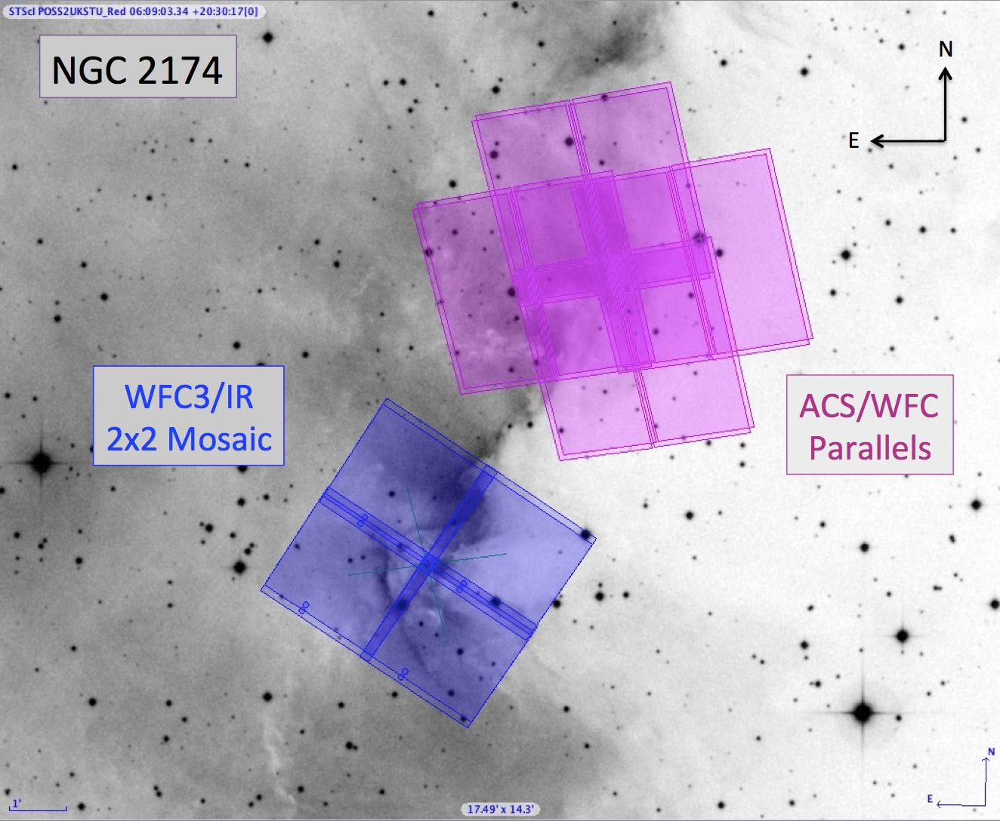 STScI POSS2UKSTU_Red 06:09:03.34 +20:30:17[0]
NGC 2174
N
E
WFC3/IR
2x2 Mosaic
ACS/WFC
Parallels
N
E
1'
17.49' x 14.3'